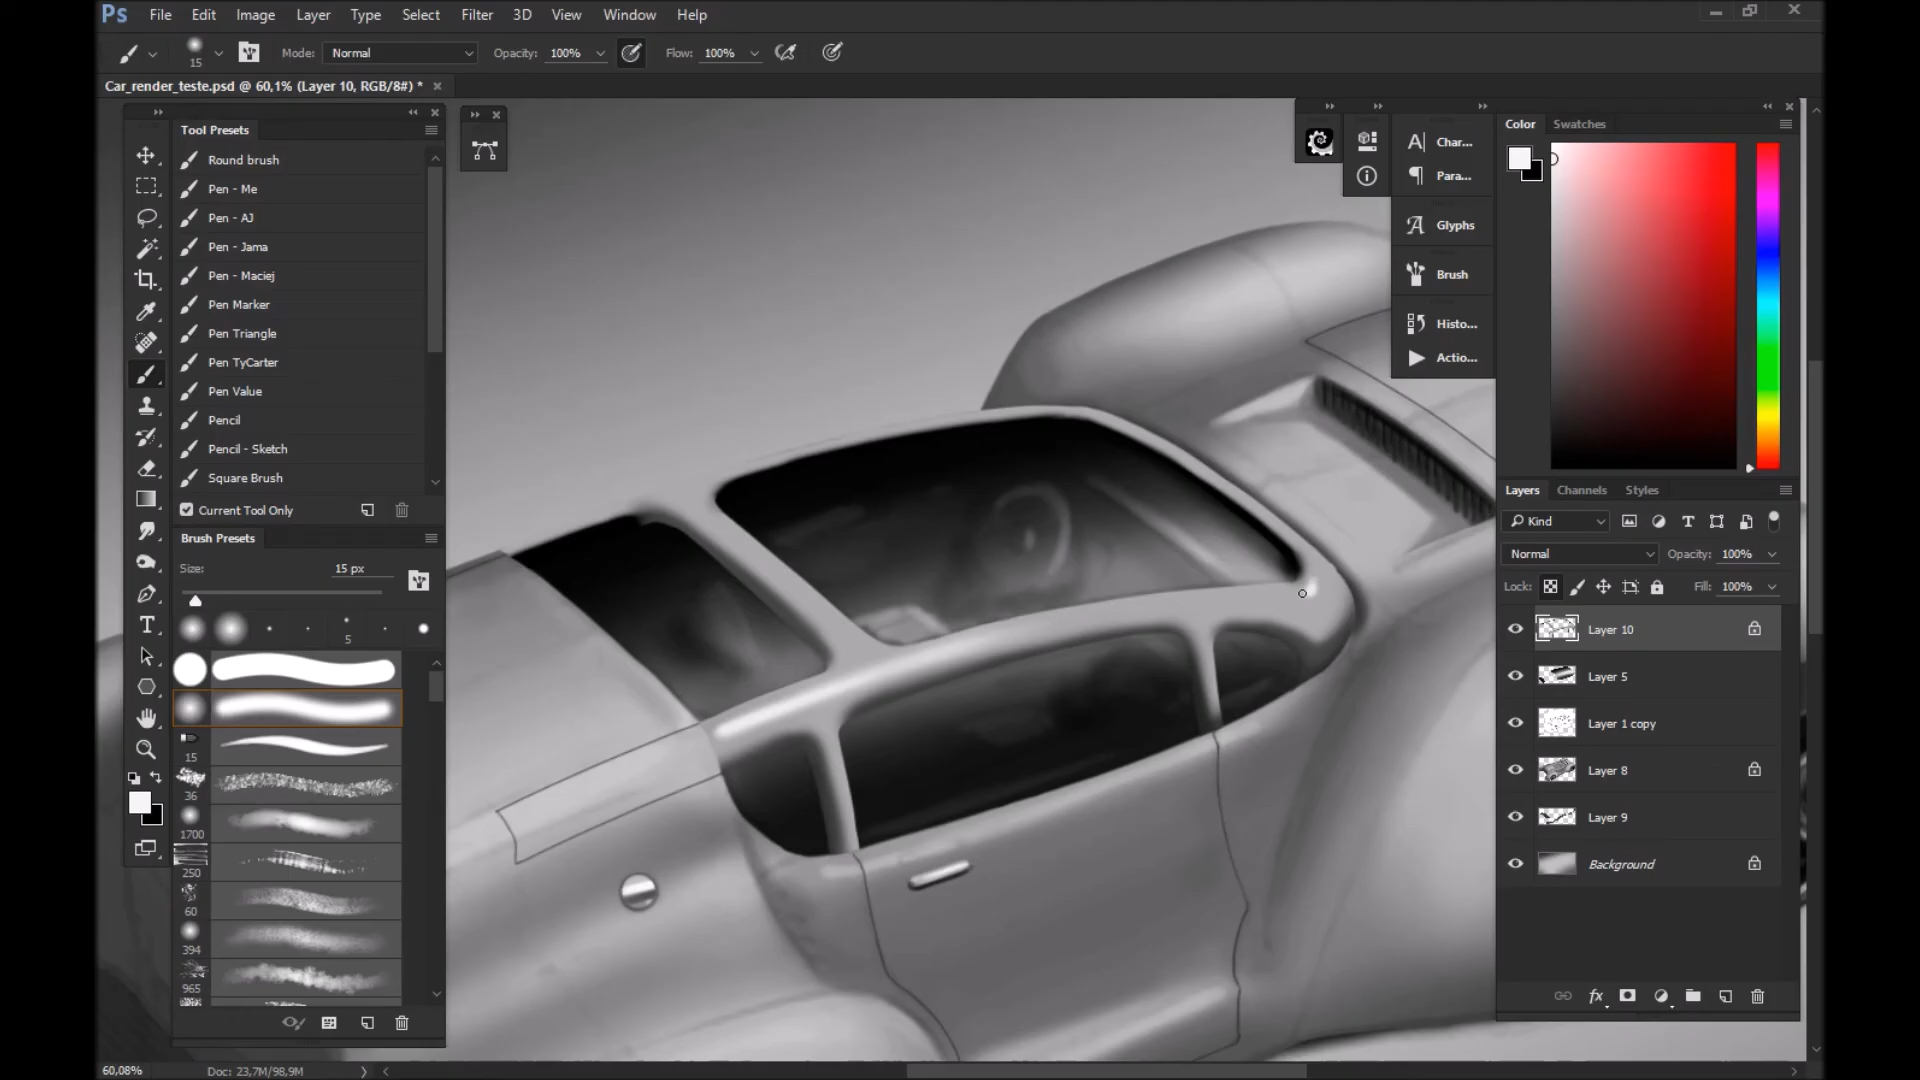 Ps File Edit Image Layer Type Select Filter 3D View Window Help
15 Mode: Normal Opacity: 100% Flow: 100%
Car_render_teste.psd @ 60,1% (Layer 10, RGB/8#) *
Tool Presets
Round brush
Pen - Me
Pen - AJ
Pen - Jama
Pen - Maciej
Pen Marker
Pen Triangle
Pen TyCarter
Pen Value
Pencil
Pencil - Sketch
Square Brush
Current Tool Only
Brush Presets
Size: 15 px
5
15
36
1700
250
60
394
965
60,08% Doc: 23,7M/98,9M
Char...
Para...
Glyphs
Brush
Histo...
Actio...
Color Swatches
Layers Channels Styles
Kind
Normal Opacity: 100%
Lock: Fill: 100%
Layer 10
Layer 5
Layer 1 copy
Layer 8
Layer 9
Background
fx